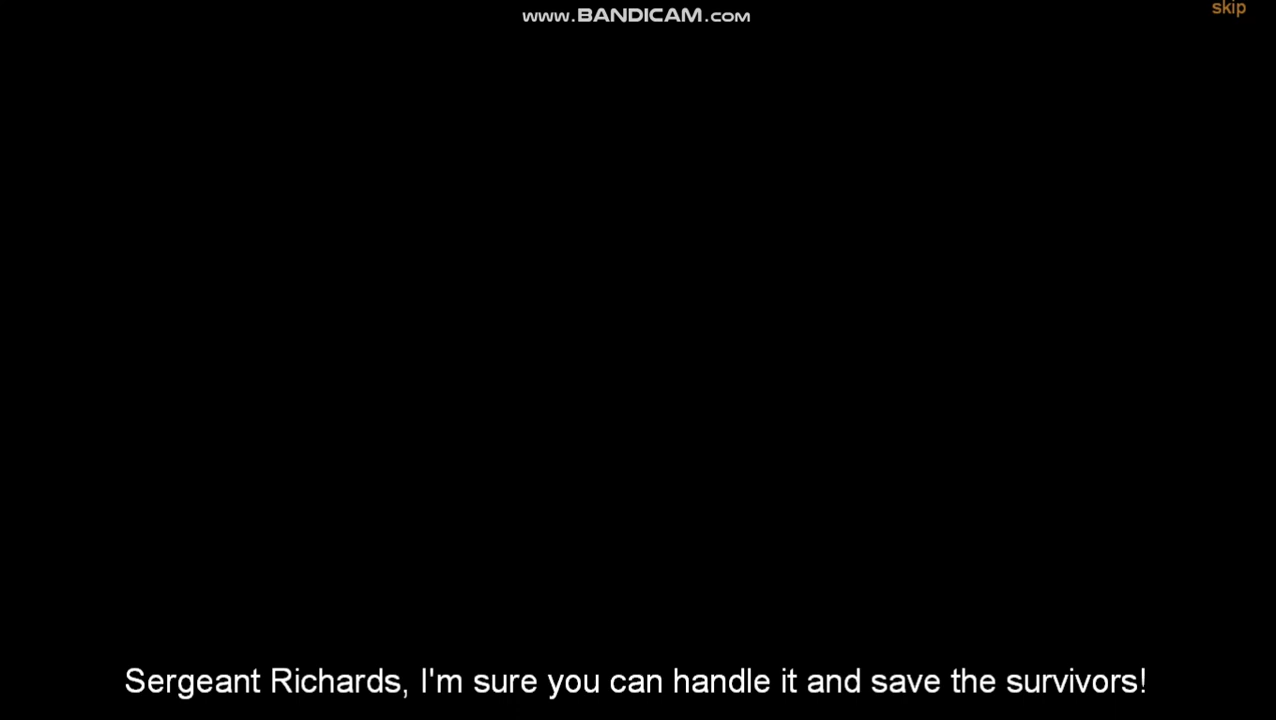 www.BANDICAM.COM
skip
Sergeant Richards, I'm sure you can handle it and save the survivors!